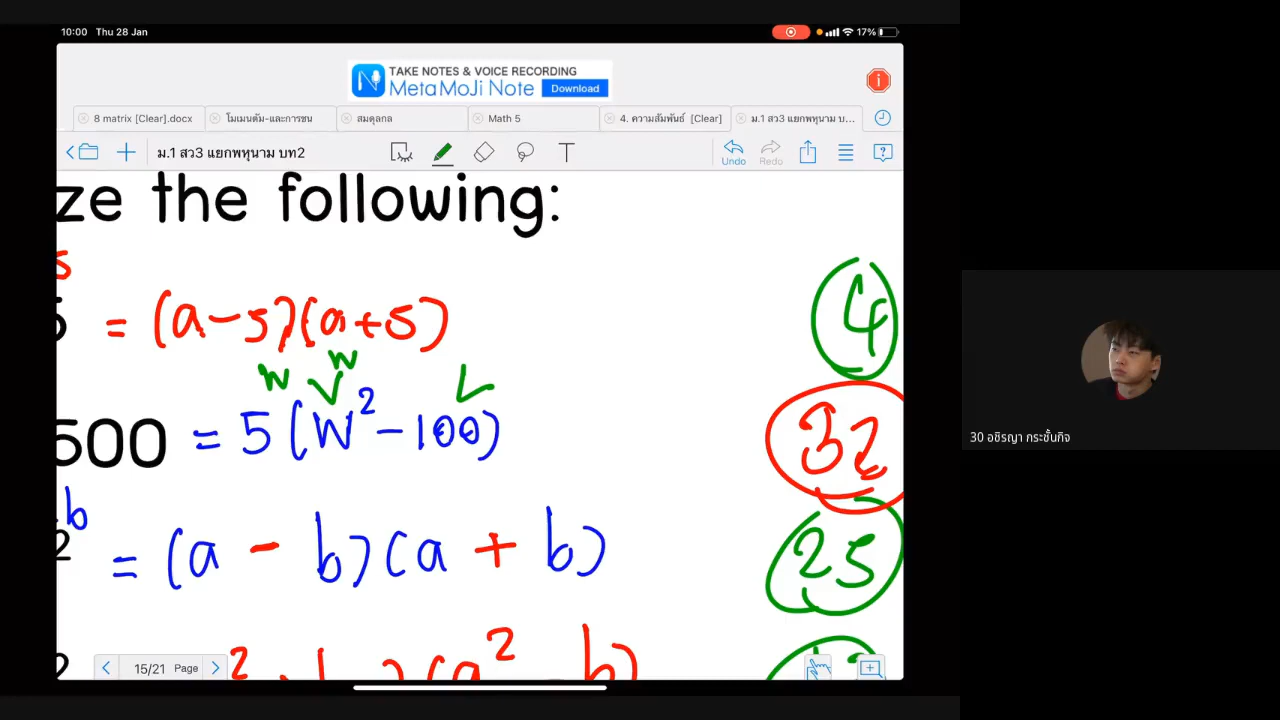 10:00 Thu 28 Jan 17%
TAKE NOTES & VOICE RECORDING
MetaMoJi Note Download
8 matrix [Clear].docx โมเมนตัม-และการชน สมดุลกล Math 5 4. ความสัมพันธ์ [Clear] ม.1 สว3 แยกพหุนาม บ...
ม.1 สว3 แยกพหุนาม บท2 T Undo Redo
ze the following:
s
5 = (a-5)(a+5) 4
w w
500 = 5(W²-100) 32
b
2 = (a - b)(a + b) 25
2 2 b)(a² b)
15/21 Page
30 อชิรญา กระชั้นกิจ